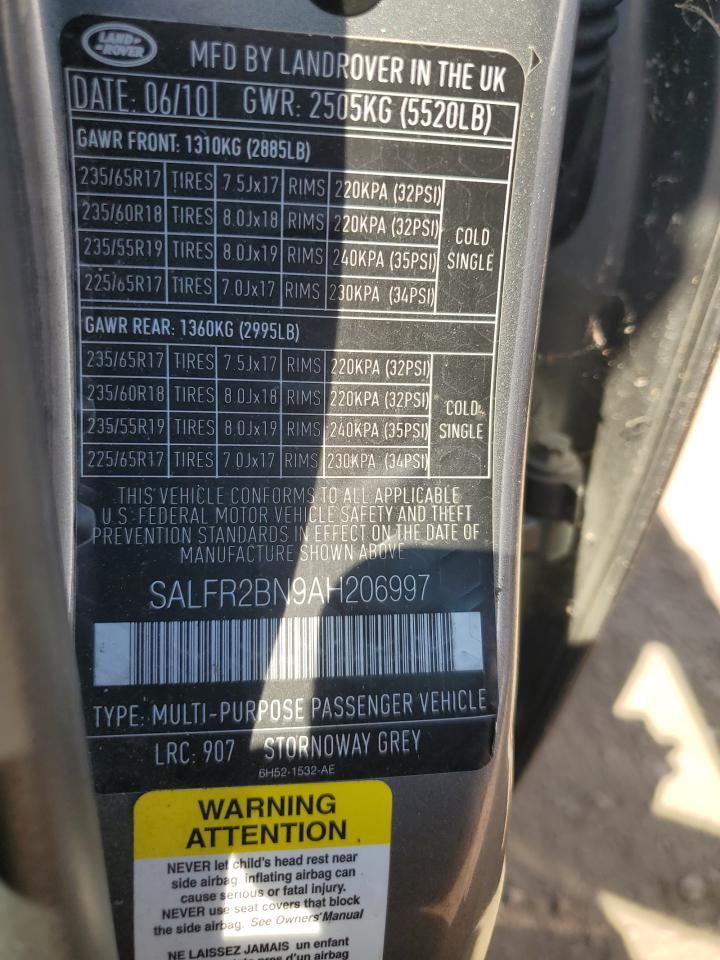 LAND ROVER
MFD BY LANDROVER IN THE UK
DATE: 06/10 GWR: 2505KG (5520LB)
GAWR FRONT: 1310KG (2885LB)
235/65R17 TIRES 7.5Jx17 RIMS 220KPA (32PSI)
235/60R18 TIRES 8.0Jx18 RIMS 220KPA (32PSI)
235/55R19 TIRES 8.0Jx19 RIMS 240KPA (35PSI)
225/65R17 TIRES 7.0Jx17 RIMS 230KPA (34PSI)
COLD
SINGLE
GAWR REAR: 1360KG (2995LB)
235/65R17 TIRES 7.5Jx17 RIMS 220KPA (32PSI)
235/60R18 TIRES 8.0Jx18 RIMS 220KPA (32PSI)
235/55R19 TIRES 8.0Jx19 RIMS 240KPA (35PSI)
225/65R17 TIRES 7.0Jx17 RIMS 230KPA (34PSI)
COLD
SINGLE
THIS VEHICLE CONFORMS TO ALL APPLICABLE
U.S. FEDERAL MOTOR VEHICLE SAFETY AND THEFT
PREVENTION STANDARDS IN EFFECT ON THE DATE OF
MANUFACTURE SHOWN ABOVE
SALFR2BN9AH206997
TYPE: MULTI-PURPOSE PASSENGER VEHICLE
LRC: 907 STORNOWAY GREY
6H52-1532-AE
WARNING
ATTENTION
NEVER let child's head rest near
side airbag, inflating airbag can
cause serious or fatal injury.
NEVER use seat covers that block
the side airbag. See Owners Manual
NE LAISSEZ JAMAIS un enfant
près d'un airbag